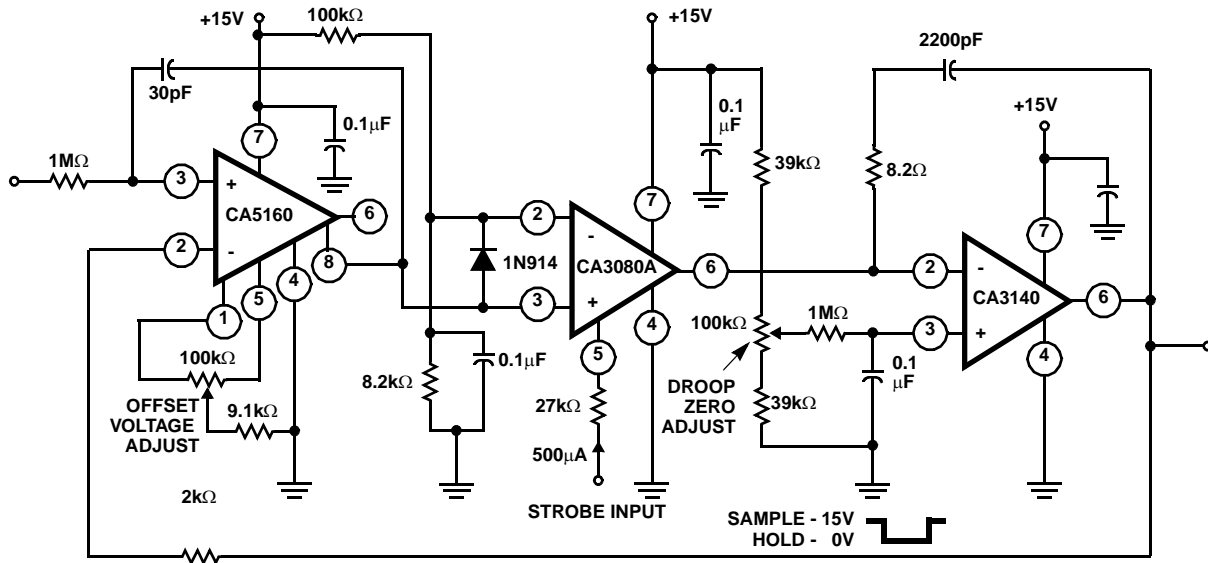 +15V
100kΩ
30pF
0.1µF
1MΩ
7
3
+
CA5160
6
2
-
8
4
5
1
100kΩ
OFFSET
VOLTAGE
ADJUST
9.1kΩ
2kΩ
8.2kΩ
0.1µF
1N914
2
-
CA3080A
3
+
7
6
4
5
27kΩ
500µA
STROBE INPUT
+15V
0.1
µF
39kΩ
100kΩ
DROOP
ZERO
ADJUST
39kΩ
1MΩ
0.1
µF
2200pF
8.2Ω
+15V
7
2
-
CA3140
6
3
+
4
SAMPLE - 15V
HOLD - 0V